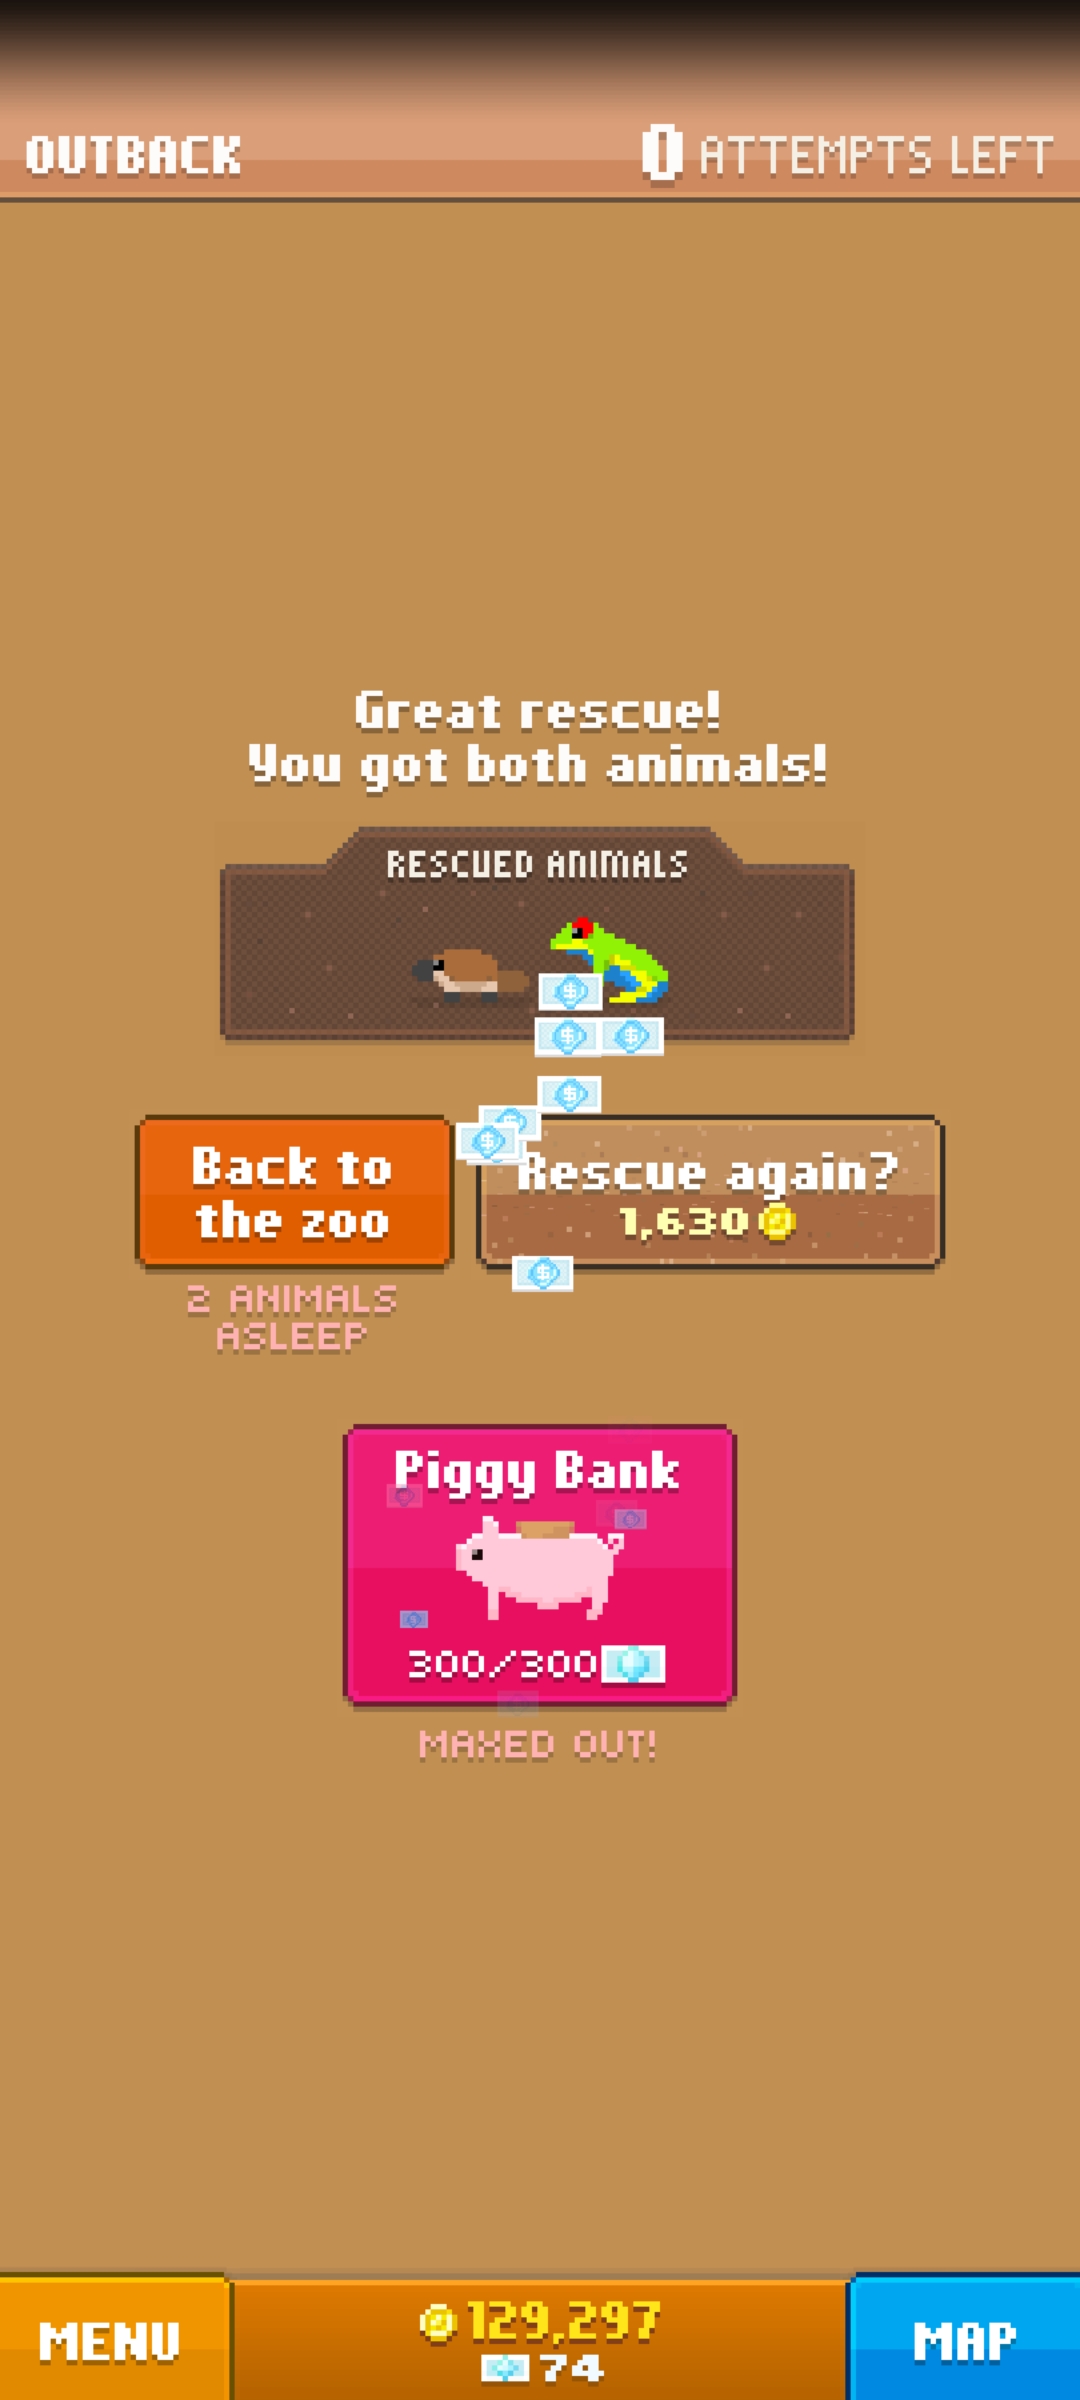 OUTBACK
0 ATTEMPTS LEFT
Great rescue!
You got both animals!
RESCUED ANIMALS
Back to
the zoo
Rescue again?
1,630
2 ANIMALS
ASLEEP
Piggy Bank
300/300
MAXED OUT!
MENU
129,297
74
MAP